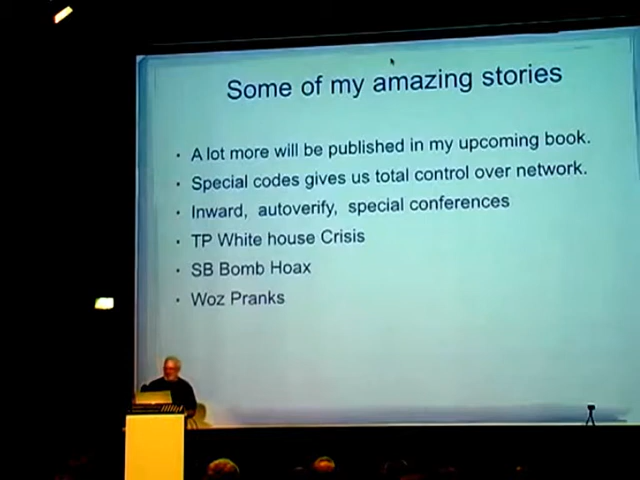 Some of my amazing stories
• A lot more will be published in my upcoming book.
• Special codes gives us total control over network.
• Inward, autoverify, special conferences
• TP White house Crisis
• SB Bomb Hoax
• Woz Pranks